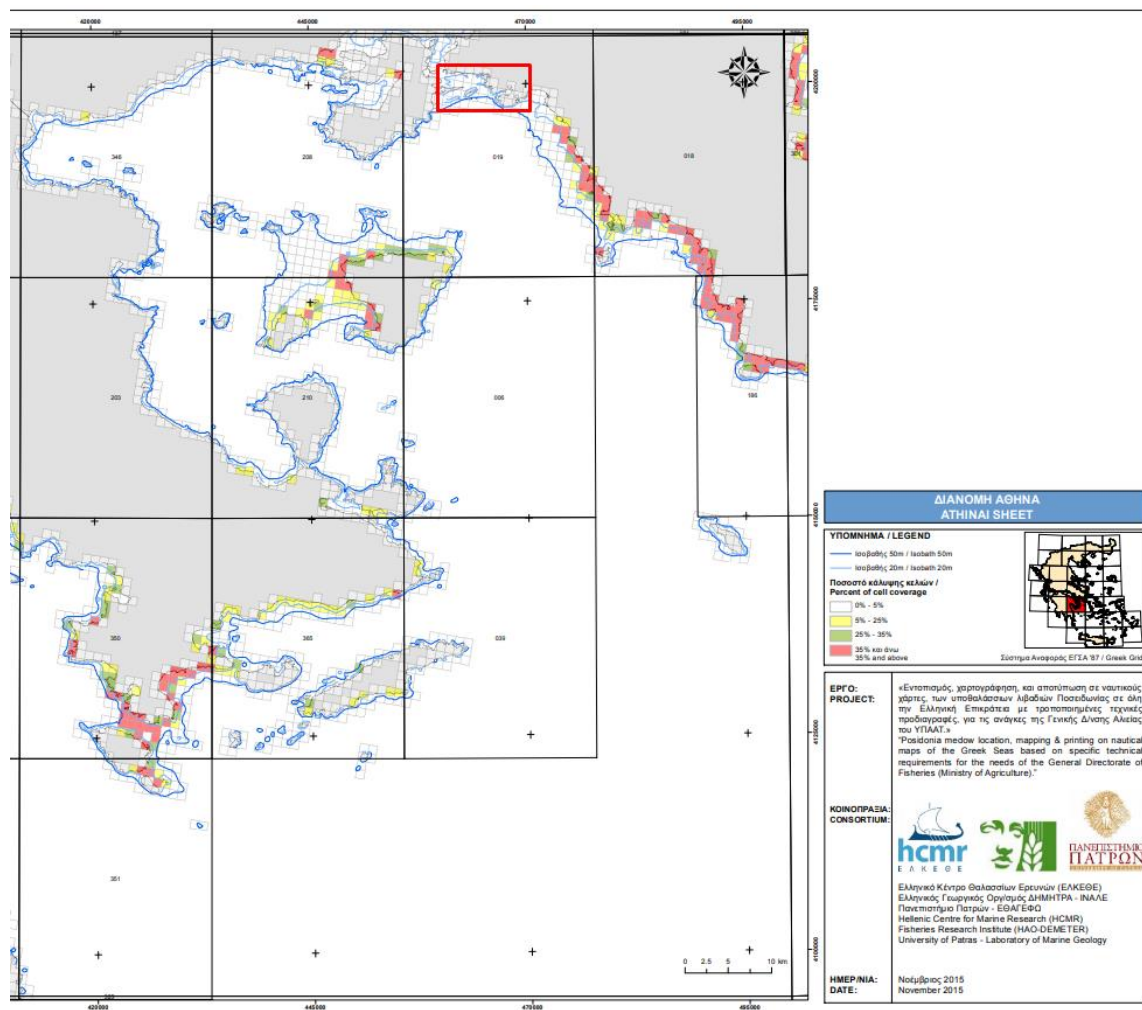 420000
445000
470000
495000
4200000
346
208
019
018
4175000
203
210
006
186
4150000
350
365
039
4125000
351
4100000
0 2.5 5 10 km
420000
445000
470000
495000
ΔΙΑΝΟΜΗ ΑΘΗΝΑ
ATHINAI SHEET
ΥΠΟΜΝΗΜΑ / LEGEND
Ισοβαθής 50m / Isobath 50m
Ισοβαθής 20m / Isobath 20m
Ποσοστό κάλυψης κελιών /
Percent of cell coverage
0% - 5%
5% - 25%
25% - 35%
35% και άνω
35% and above
Σύστημα Αναφοράς ΕΓΣΑ '87 / Greek Grid
ΕΡΓΟ:
PROJECT:
«Εντοπισμός, χαρτογράφηση, και αποτύπωση σε ναυτικούς
χάρτες, των υποθαλάσσιων λιβαδιών Ποσειδωνίας σε όλη
την Ελληνική Επικράτεια με τροποποιημένες τεχνικές
προδιαγραφές, για τις ανάγκες της Γενικής Δ/νσης Αλιείας
του ΥΠΑΑΤ.»
"Posidonia medow location, mapping & printing on nautical
maps of the Greek Seas based on specific technical
requirements for the needs of the General Directorate of
Fisheries (Ministry of Agriculture)."
ΚΟΙΝΟΠΡΑΞΙΑ:
CONSORTIUM:
hcmr
ΕΛΚΕΘΕ
ΠΑΝΕΠΙΣΤΗΜΙΟ
ΠΑΤΡΩΝ
Ελληνικό Κέντρο Θαλασσίων Ερευνών (ΕΛΚΕΘΕ)
Ελληνικός Γεωργικός Οργ/σμός ΔΗΜΗΤΡΑ - ΙΝΑΛΕ
Πανεπιστήμιο Πατρών - ΕΘΑΓΕΦΩ
Hellenic Centre for Marine Research (HCMR)
Fisheries Research Institute (HAO-DEMETER)
University of Patras - Laboratory of Marine Geology
ΗΜΕΡ/ΝΙΑ:
DATE:
Νοέμβριος 2015
November 2015